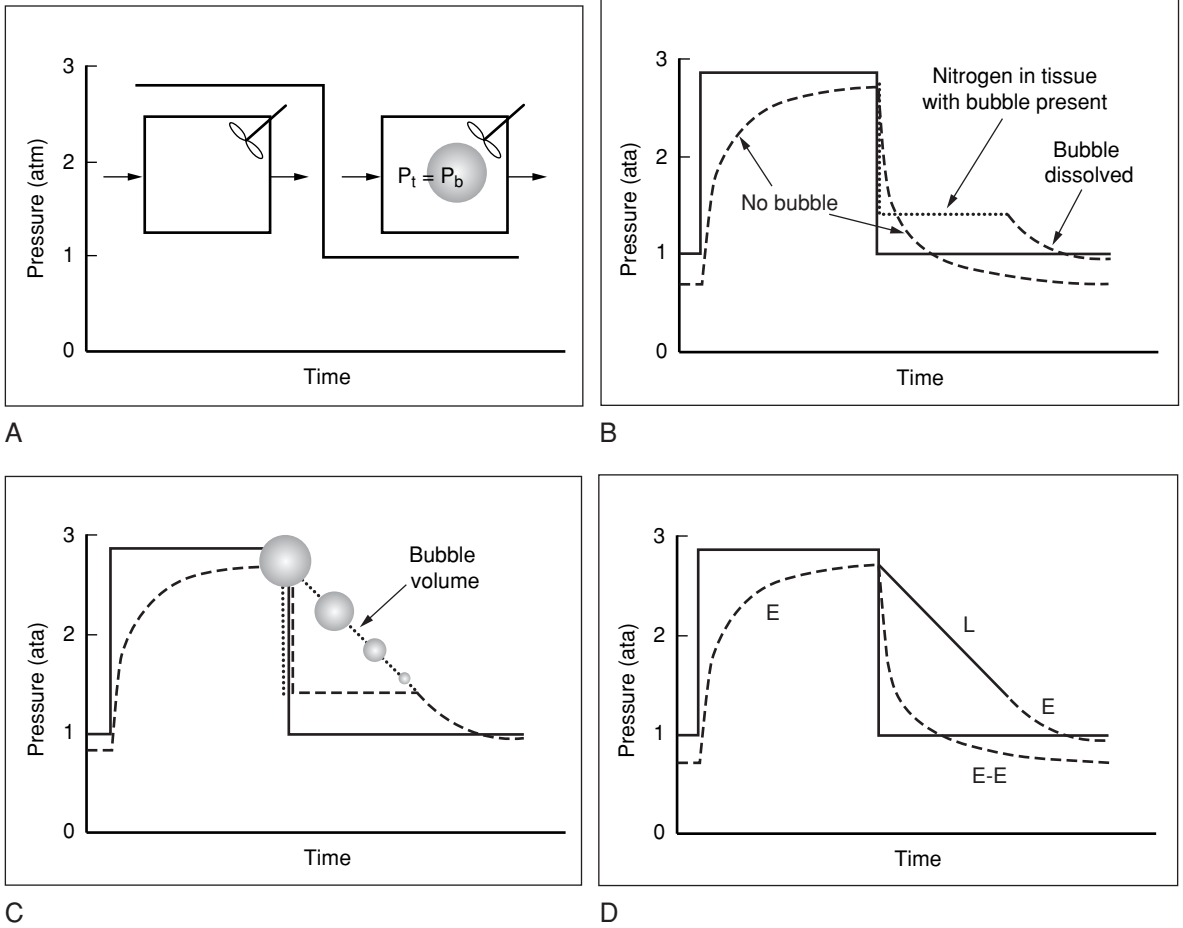 3
2
1
0
Pressure (atm)
Pt = Pb
Time
A
3
2
1
0
Pressure (ata)
Nitrogen in tissue
with bubble present
Bubble
dissolved
No bubble
Time
B
3
2
1
0
Pressure (ata)
Bubble
volume
Time
C
3
2
1
0
Pressure (ata)
E
L
E
E-E
Time
D